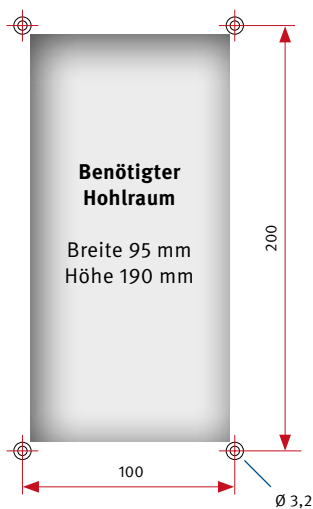 Benötigter
Hohlraum
Breite 95 mm
Höhe 190 mm
200
100
Ø 3,2